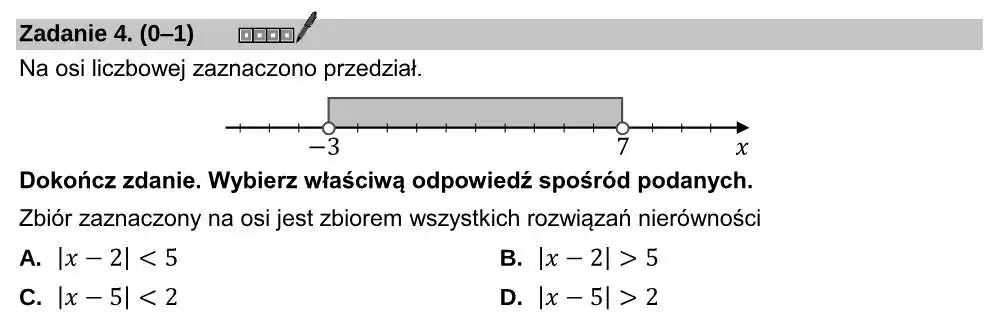 Zadanie 4. (0–1)
Na osi liczbowej zaznaczono przedział.
−3 7 x
Dokończ zdanie. Wybierz właściwą odpowiedź spośród podanych.
Zbiór zaznaczony na osi jest zbiorem wszystkich rozwiązań nierówności
A. |x − 2| < 5 B. |x − 2| > 5
C. |x − 5| < 2 D. |x − 5| > 2